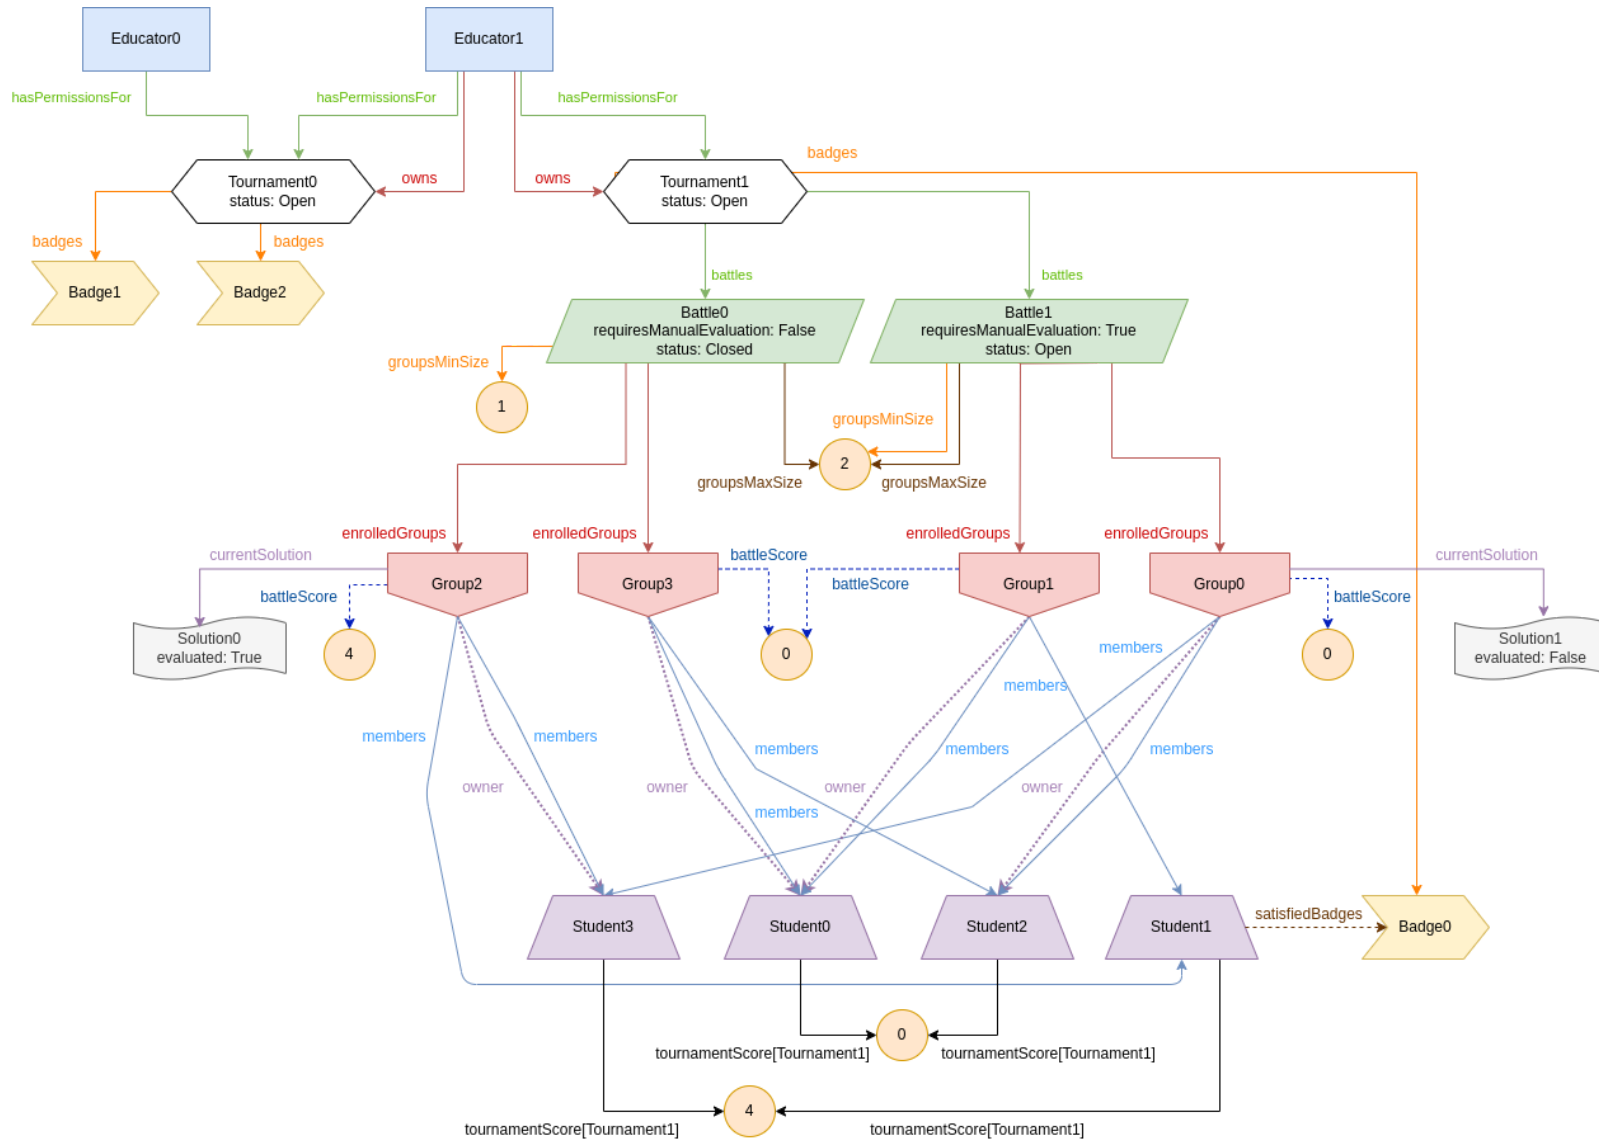 Educator0
Educator1
hasPermissionsFor
hasPermissionsFor
hasPermissionsFor
badges
Tournament0
status: Open
owns
owns
Tournament1
status: Open
badges
badges
Badge1
Badge2
battles
battles
Battle0
requiresManualEvaluation: False
status: Closed
Battle1
requiresManualEvaluation: True
status: Open
groupsMinSize
1
groupsMinSize
2
groupsMaxSize
groupsMaxSize
enrolledGroups
enrolledGroups
enrolledGroups
enrolledGroups
currentSolution
battleScore
currentSolution
Group2
Group3
Group1
Group0
battleScore
battleScore
battleScore
Solution0
evaluated: True
4
0
0
Solution1
evaluated: False
members
members
members
members
members
members
members
owner
owner
owner
owner
members
Student3
Student0
Student2
Student1
satisfiedBadges
Badge0
0
tournamentScore[Tournament1]
tournamentScore[Tournament1]
4
tournamentScore[Tournament1]
tournamentScore[Tournament1]